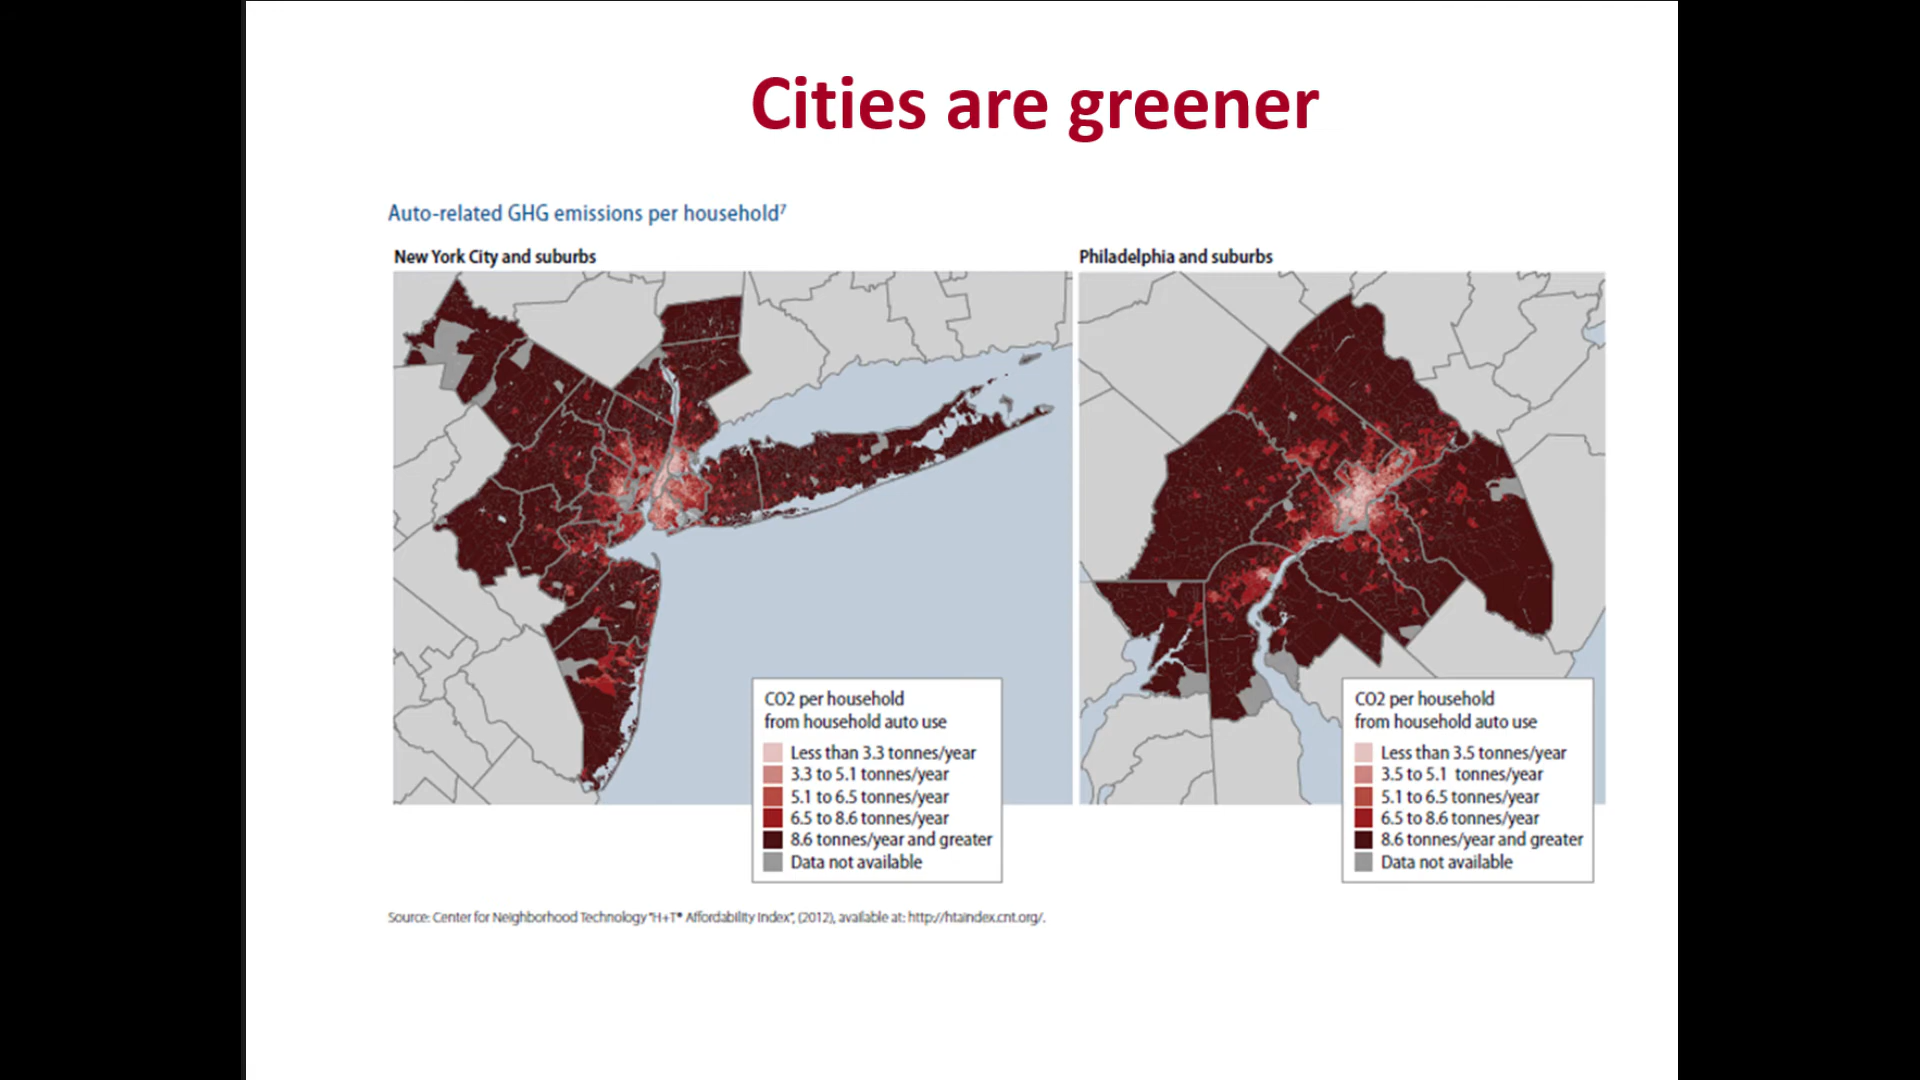 Cities are greener
Auto-related GHG emissions per household⁷
New York City and suburbs
CO2 per household
from household auto use
Less than 3.3 tonnes/year
3.3 to 5.1 tonnes/year
5.1 to 6.5 tonnes/year
6.5 to 8.6 tonnes/year
8.6 tonnes/year and greater
Data not available
Philadelphia and suburbs
CO2 per household
from household auto use
Less than 3.5 tonnes/year
3.5 to 5.1 tonnes/year
5.1 to 6.5 tonnes/year
6.5 to 8.6 tonnes/year
8.6 tonnes/year and greater
Data not available
Source: Center for Neighborhood Technology "H+T® Affordability Index", (2012), available at: http://htaindex.cnt.org/.